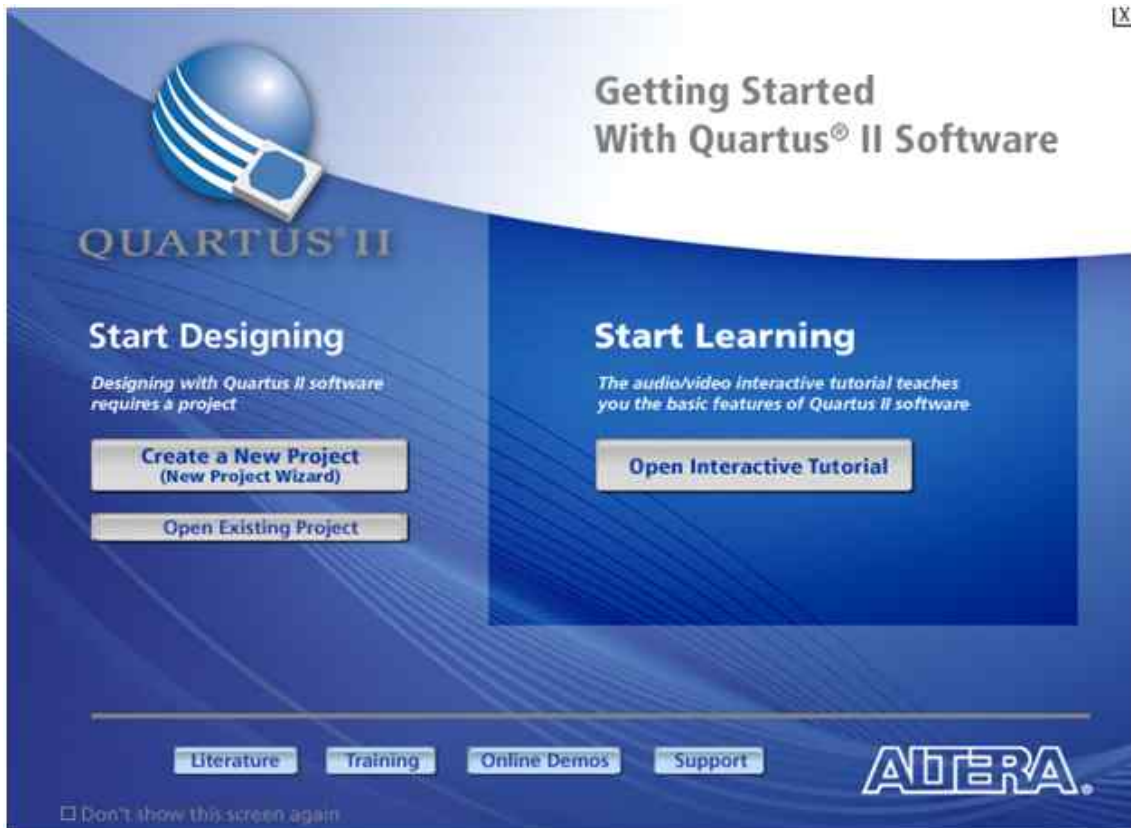 X
Getting Started
With Quartus® II Software
QUARTUS® II
Start Designing
Designing with Quartus II software
requires a project
Create a New Project
(New Project Wizard)
Open Existing Project
Start Learning
The audio/video interactive tutorial teaches
you the basic features of Quartus II software
Open Interactive Tutorial
Literature
Training
Online Demos
Support
ALTERA®
Don't show this screen again